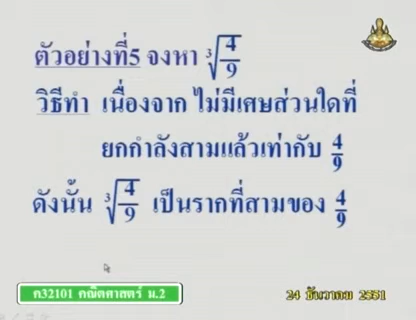 ตัวอย่างที่5 จงหา ∛(4/9)
วิธีทำ เนื่องจาก ไม่มีเศษส่วนใดที่
ยกกำลังสามแล้วเท่ากับ 4/9
ดังนั้น ∛(4/9) เป็นรากที่สามของ 4/9
ค32101 คณิตศาสตร์ ม.2
24 ธันวาคม 2551